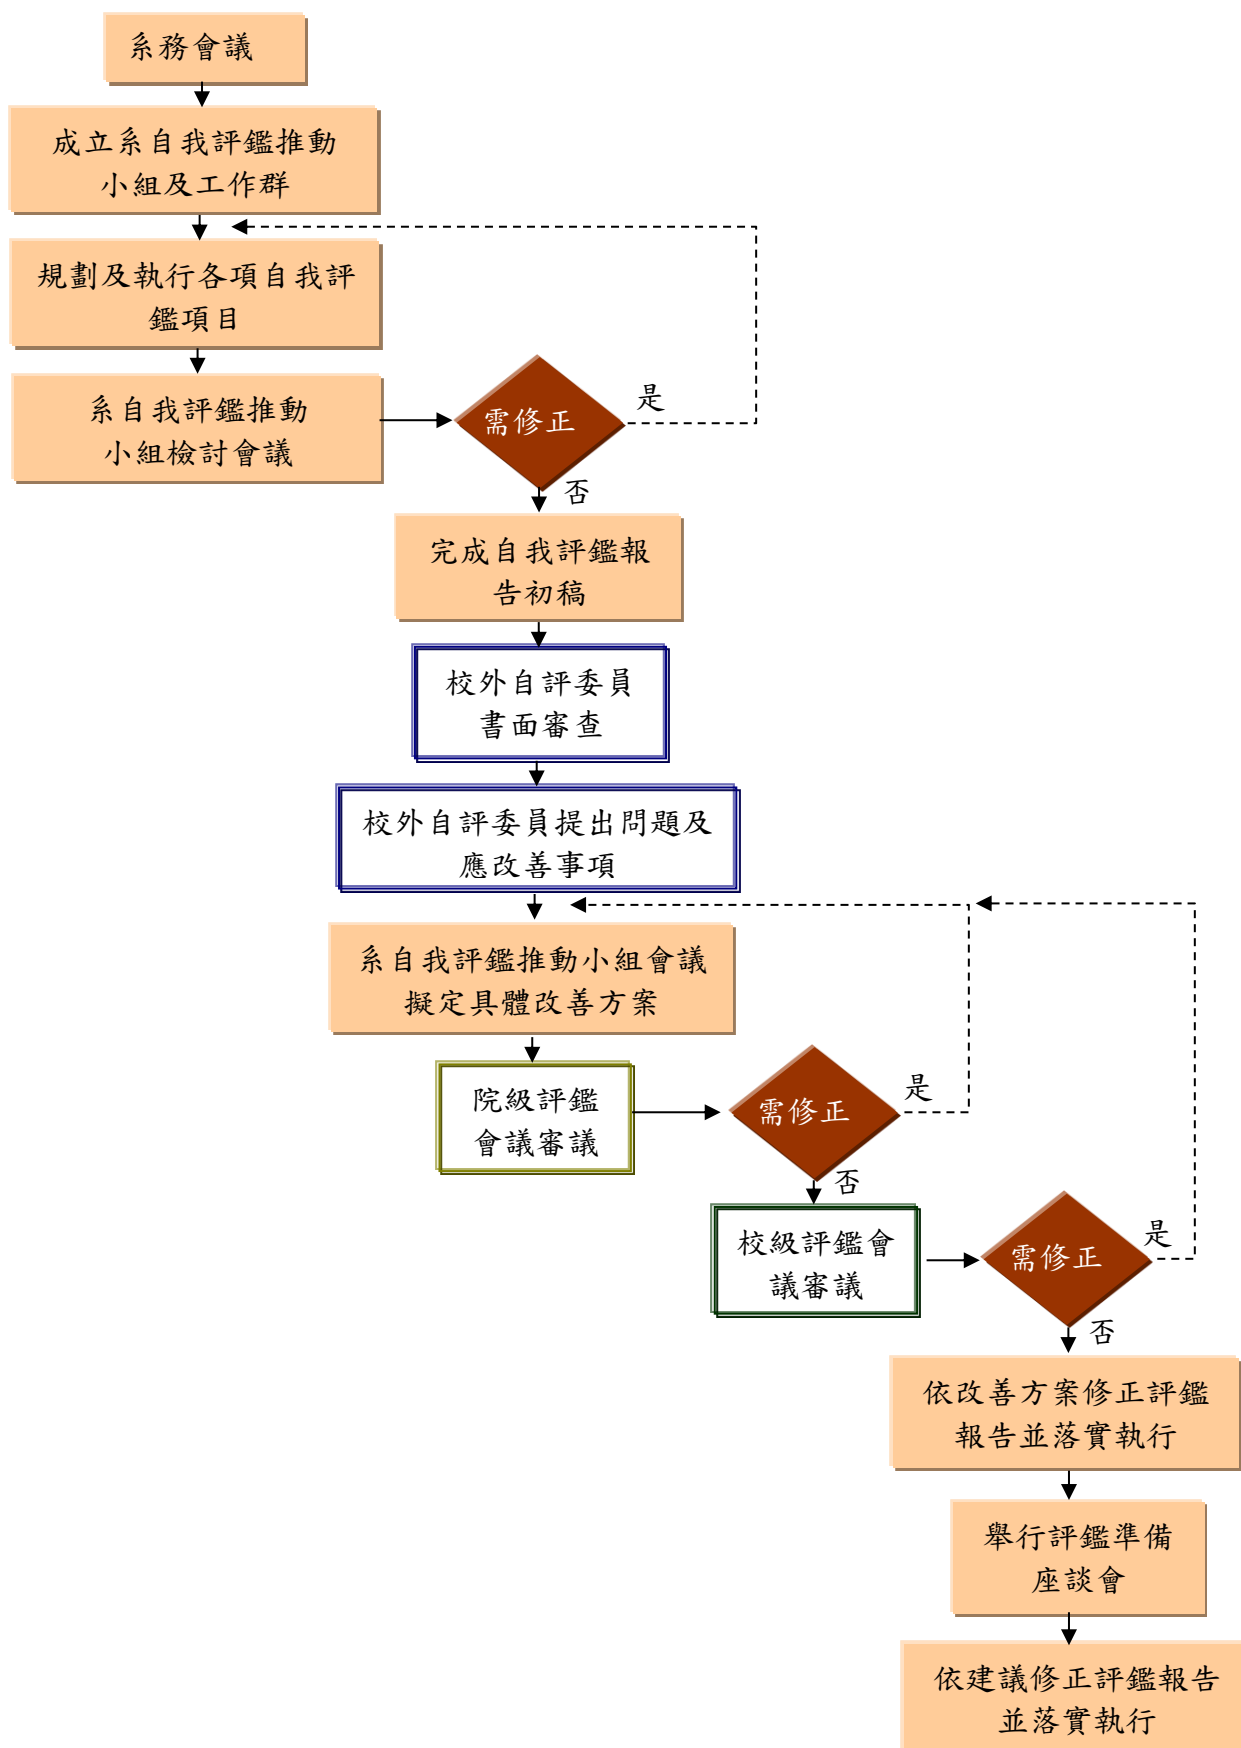 系務會議
成立系自我評鑑推動
小組及工作群
規劃及執行各項自我評
鑑項目
系自我評鑑推動
小組檢討會議
需修正
是
否
完成自我評鑑報
告初稿
校外自評委員
書面審查
校外自評委員提出問題及
應改善事項
系自我評鑑推動小組會議
擬定具體改善方案
院級評鑑
會議審議
需修正
是
否
校級評鑑會
議審議
需修正
是
否
依改善方案修正評鑑
報告並落實執行
舉行評鑑準備
座談會
依建議修正評鑑報告
並落實執行